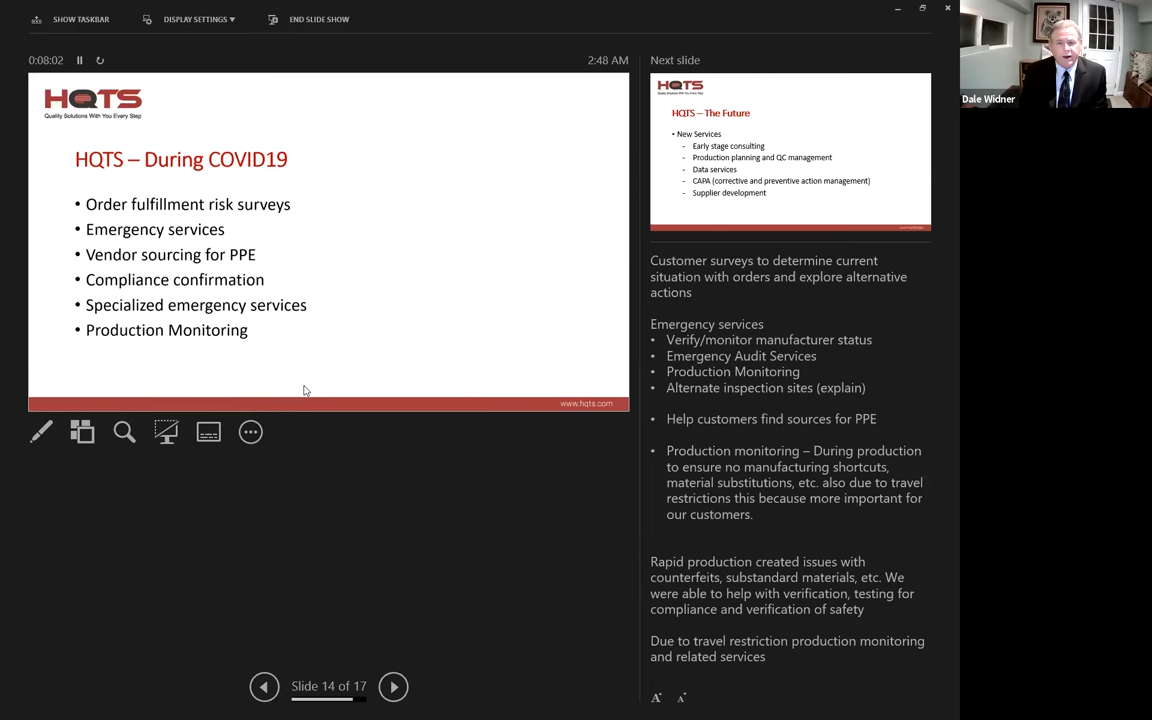 SHOW TASKBAR
DISPLAY SETTINGS ▼
END SLIDE SHOW
0:08:02
2:48 AM
HQTS
Quality Solutions With You Every Step
HQTS – During COVID19
• Order fulfillment risk surveys
• Emergency services
• Vendor sourcing for PPE
• Compliance confirmation
• Specialized emergency services
• Production Monitoring
www.hqts.com
Slide 14 of 17
Next slide
HQTS
HQTS – The Future
• New Services
- Early stage consulting
- Production planning and QC management
- Data services
- CAPA (corrective and preventive action management)
- Supplier development
Customer surveys to determine current
situation with orders and explore alternative
actions
Emergency services
• Verify/monitor manufacturer status
• Emergency Audit Services
• Production Monitoring
• Alternate inspection sites (explain)
• Help customers find sources for PPE
• Production monitoring – During production
to ensure no manufacturing shortcuts,
material substitutions, etc. also due to travel
restrictions this because more important for
our customers.
Rapid production created issues with
counterfeits, substandard materials, etc. We
were able to help with verification, testing for
compliance and verification of safety
Due to travel restriction production monitoring
and related services
A A
Dale Widner